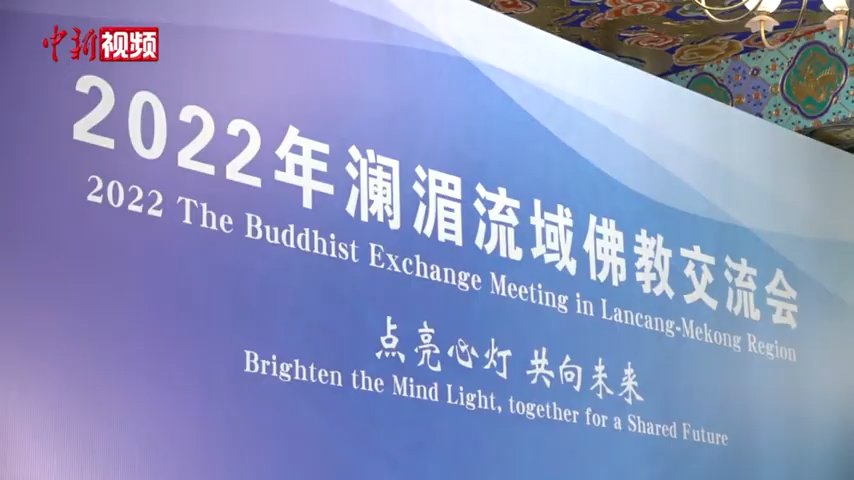 中新视频
2022年澜湄流域佛教交流会
2022 The Buddhist Exchange Meeting in Lancang-Mekong Region
点亮心灯 共向未来
Brighten the Mind Light, together for a Shared Future